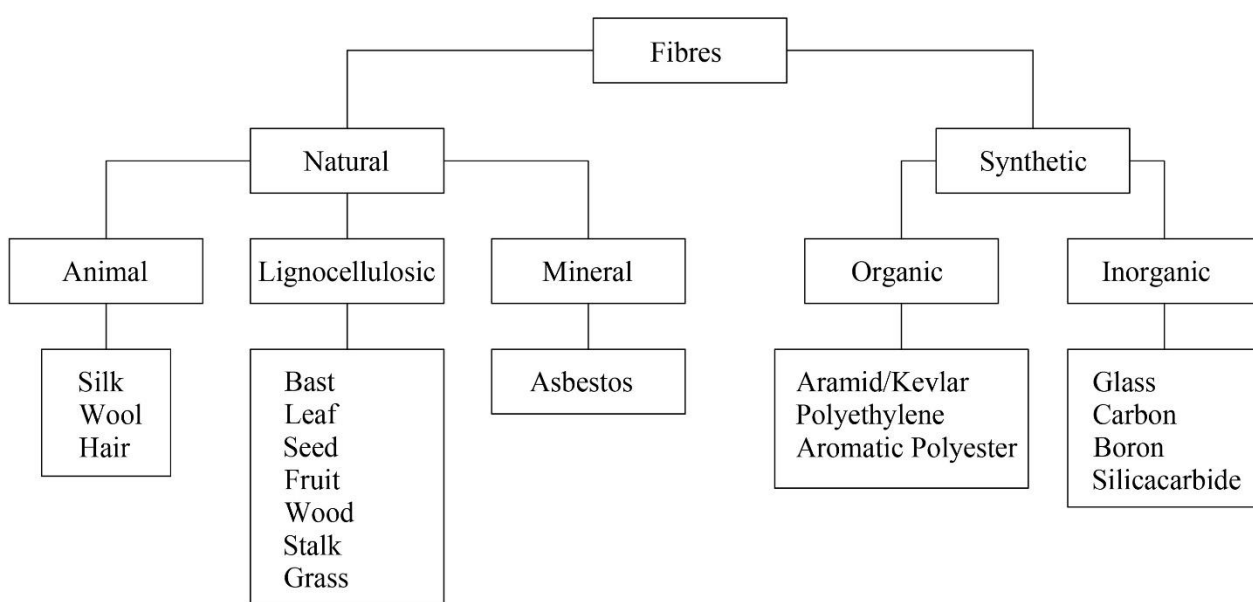 Fibres
Natural
Synthetic
Animal
Lignocellulosic
Mineral
Organic
Inorganic
Silk
Wool
Hair
Bast
Leaf
Seed
Fruit
Wood
Stalk
Grass
Asbestos
Aramid/Kevlar
Polyethylene
Aromatic Polyester
Glass
Carbon
Boron
Silicacarbide